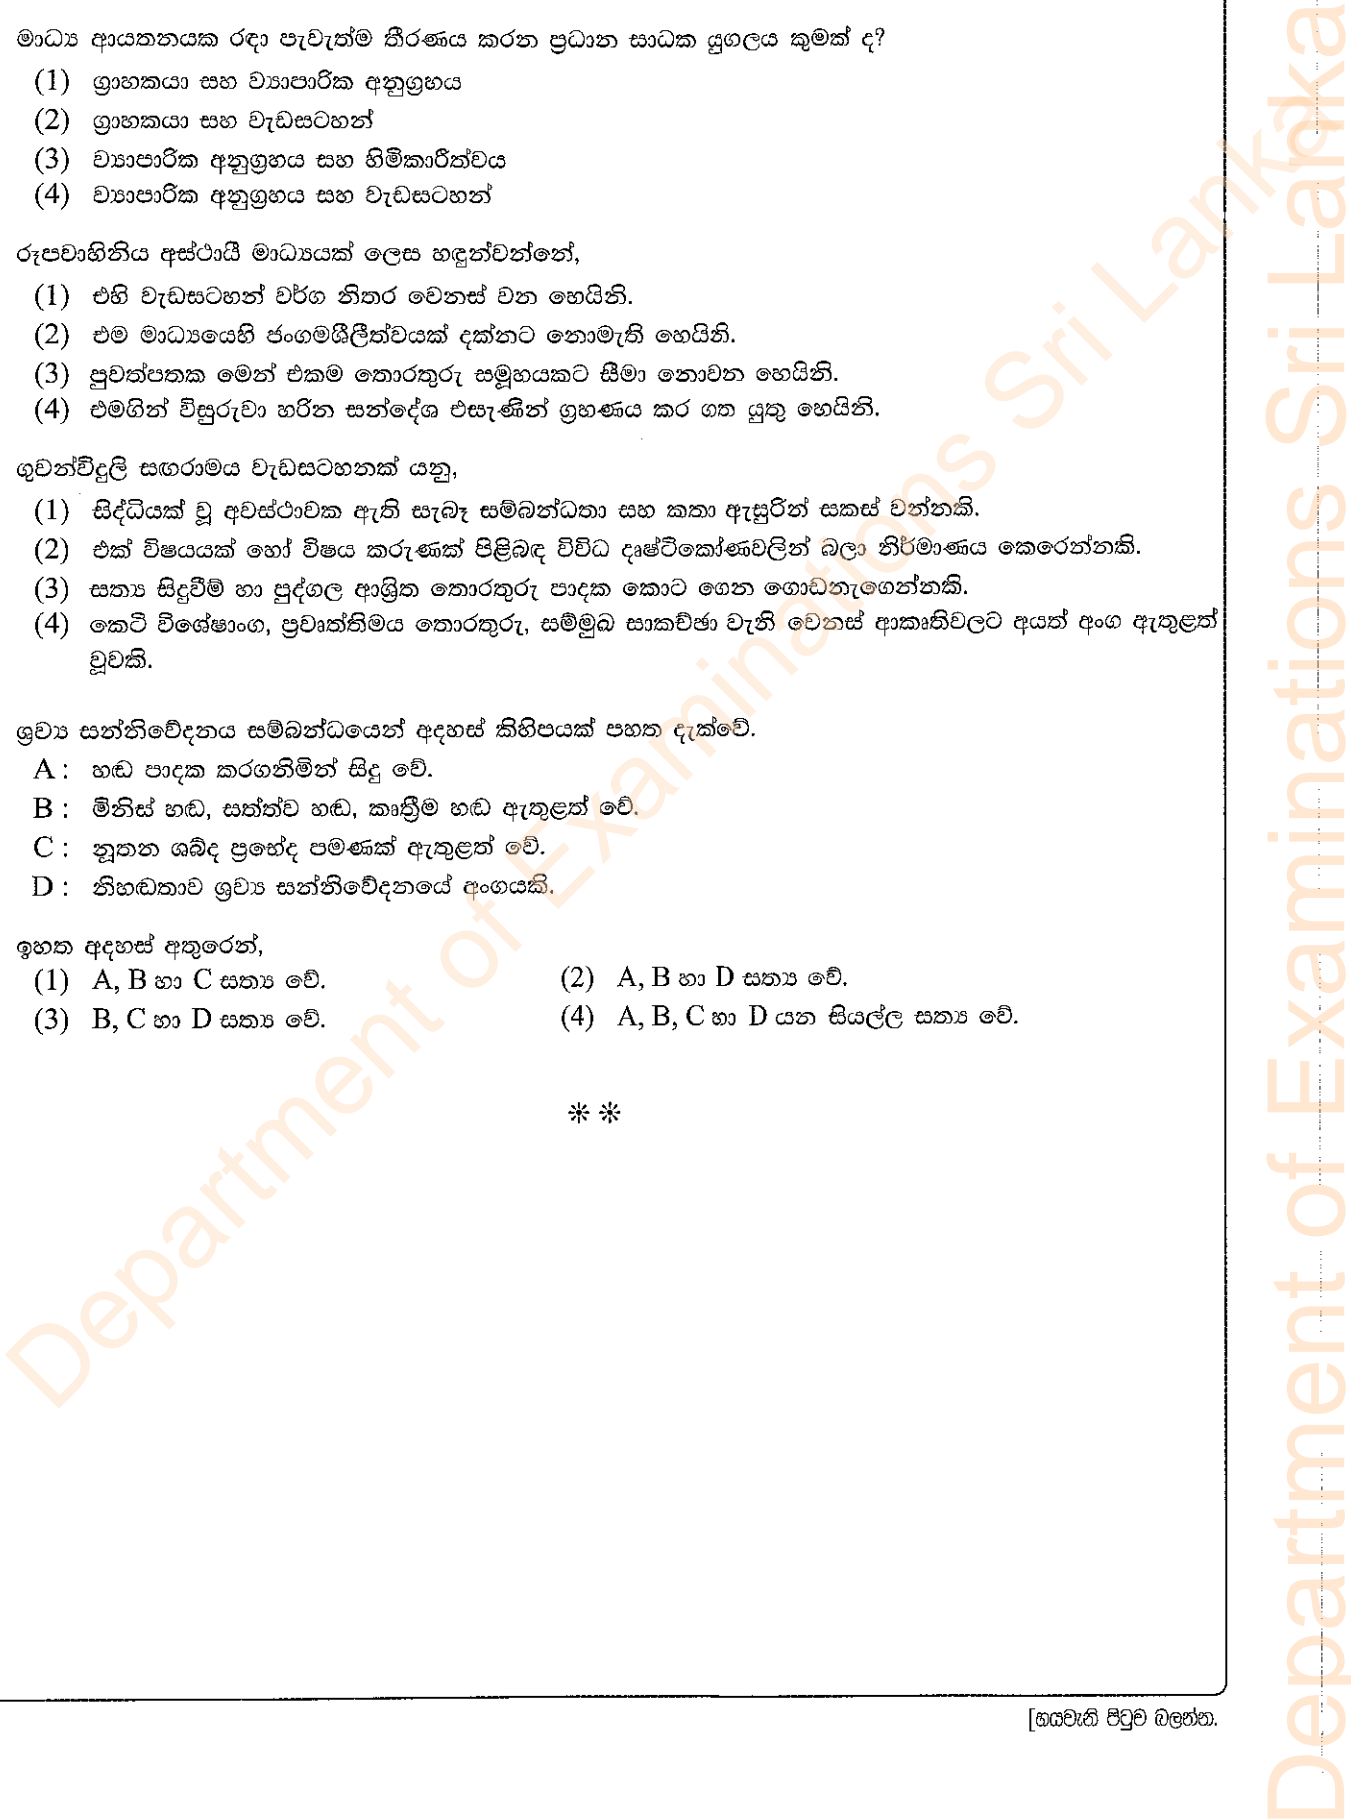 මාධ්‍ය ආයතනයක රඳා පැවැත්ම තීරණය කරන ප්‍රධාන සාධක යුගලය කුමක් ද?
(1) ග්‍රාහකයා සහ ව්‍යාපාරික අනුග්‍රහය
(2) ග්‍රාහකයා සහ වැඩසටහන්
(3) ව්‍යාපාරික අනුග්‍රහය සහ හිමිකාරීත්වය
(4) ව්‍යාපාරික අනුග්‍රහය සහ වැඩසටහන්
රූපවාහිනිය අස්ථායී මාධ්‍යයක් ලෙස හඳුන්වන්නේ,
(1) එහි වැඩසටහන් වර්ග නිතර වෙනස් වන හෙයිනි.
(2) එම මාධ්‍යයෙහි ජංගමශීලීත්වයක් දක්නට නොමැති හෙයිනි.
(3) පුවත්පතක මෙන් එකම තොරතුරු සමූහයකට සීමා නොවන හෙයිනි.
(4) එමගින් විසුරුවා හරින සන්දේශ එසැණින් ග්‍රහණය කර ගත යුතු හෙයිනි.
ගුවන්විදුලි සඟරාමය වැඩසටහනක් යනු,
(1) සිද්ධියක් වූ අවස්ථාවක ඇති සැබෑ සම්බන්ධතා සහ කතා ඇසුරින් සකස් වන්නකි.
(2) එක් විෂයයක් හෝ විෂය කරුණක් පිළිබඳ විවිධ දෘෂ්ටිකෝණවලින් බලා නිර්මාණය කෙරෙන්නකි.
(3) සත්‍ය සිදුවීම් හා පුද්ගල ආශ්‍රිත තොරතුරු පාදක කොට ගෙන ගොඩනැගෙන්නකි.
(4) කෙටි විශේෂාංග, ප්‍රවෘත්තිමය තොරතුරු, සම්මුඛ සාකච්ඡා වැනි වෙනස් ආකෘතිවලට අයත් අංග ඇතුළත්
වූවකි.
ශ්‍රව්‍ය සන්නිවේදනය සම්බන්ධයෙන් අදහස් කිහිපයක් පහත දැක්වේ.
A : හඬ පාදක කරගනිමින් සිදු වේ.
B : මිනිස් හඬ, සත්ත්ව හඬ, කෘත්‍රීම හඬ ඇතුළත් වේ.
C : නූතන ශබ්ද ප්‍රභේද පමණක් ඇතුළත් වේ.
D : නිහඬතාව ශ්‍රව්‍ය සන්නිවේදනයේ අංගයකි.
ඉහත අදහස් අතුරෙන්,
(1) A, B හා C සත්‍ය වේ. (2) A, B හා D සත්‍ය වේ.
(3) B, C හා D සත්‍ය වේ. (4) A, B, C හා D යන සියල්ල සත්‍ය වේ.
[හයවැනි පිටුව බලන්න.
Department of Examinations Sri Lanka
Department of Examinations Sri Lanka